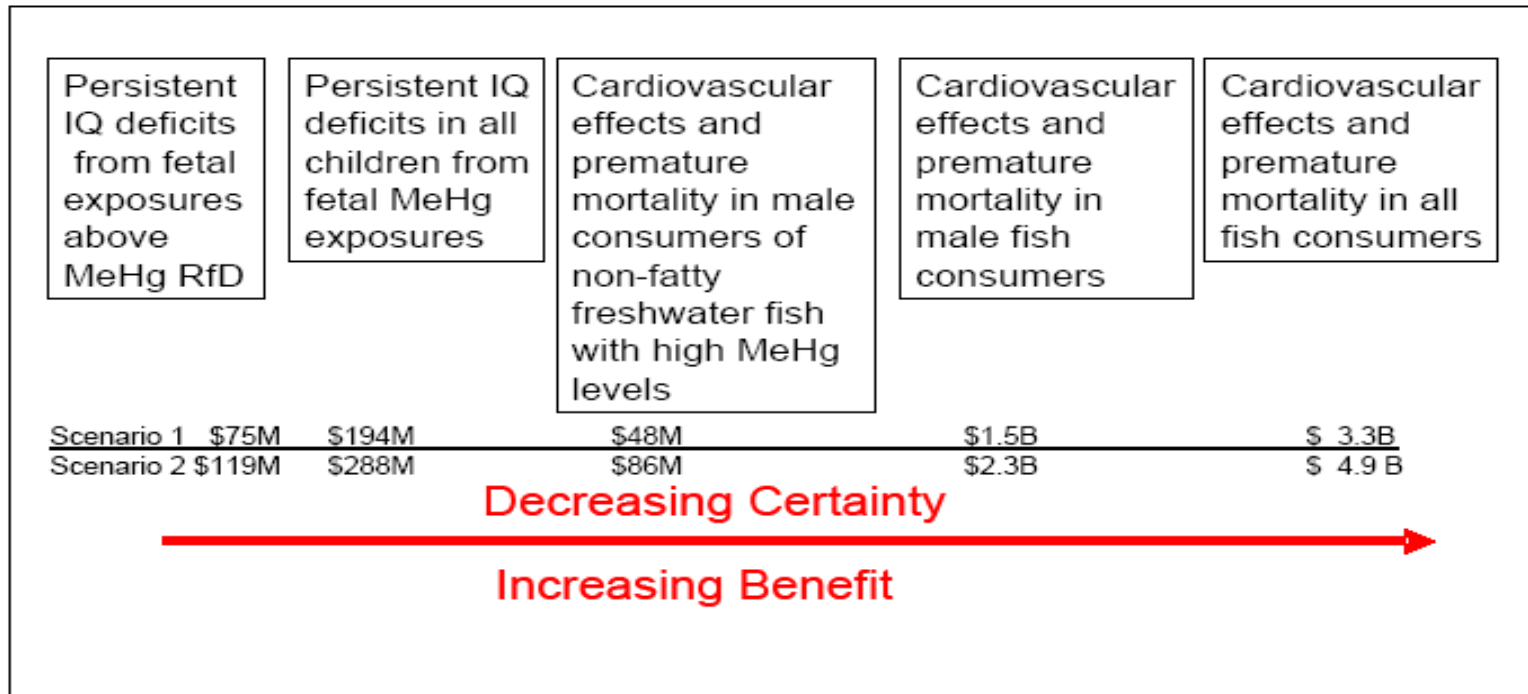 Persistent
IQ deficits
from fetal
exposures
above
MeHg RfD
Persistent IQ
deficits in all
children from
fetal MeHg
exposures
Cardiovascular
effects and
premature
mortality in male
consumers of
non-fatty
freshwater fish
with high MeHg
levels
Cardiovascular
effects and
premature
mortality in
male fish
consumers
Cardiovascular
effects and
premature
mortality in all
fish consumers
Scenario 1 $75M $194M $48M $1.5B $ 3.3B
Scenario 2 $119M $288M $86M $2.3B $ 4.9 B
Decreasing Certainty
Increasing Benefit